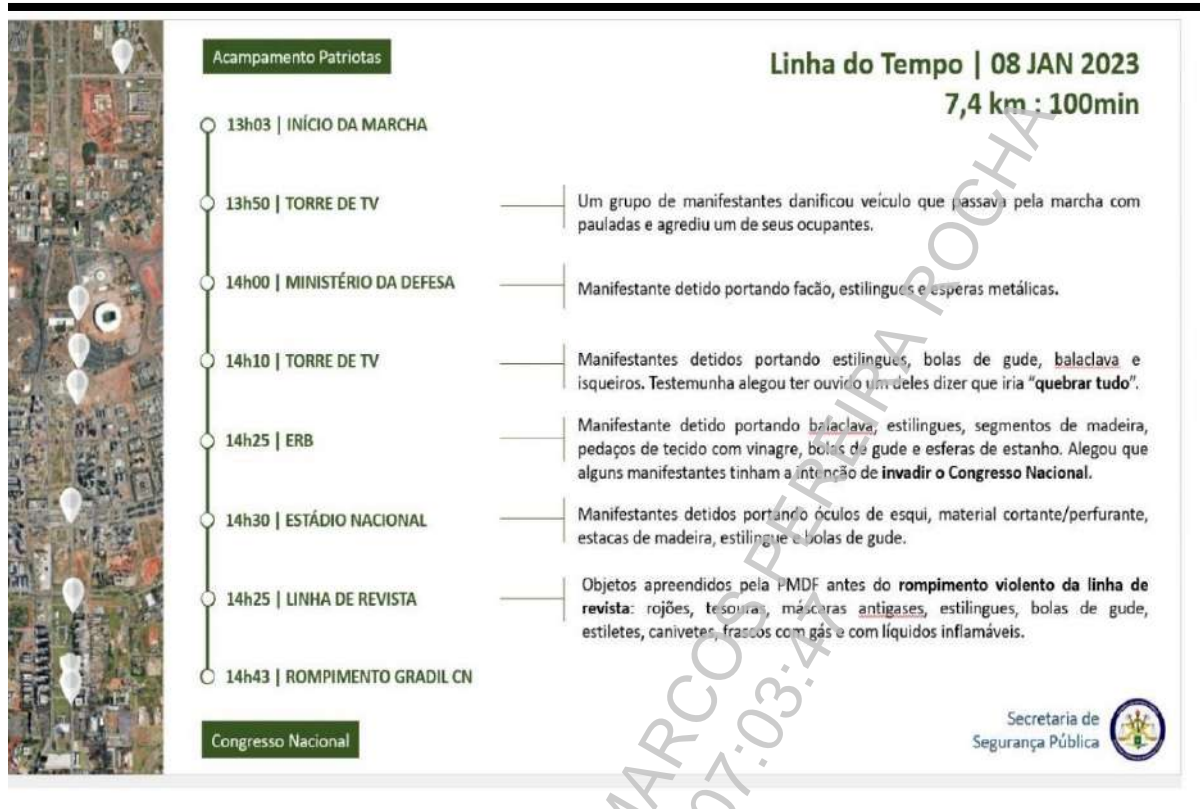 Acampamento Patriotas
Linha do Tempo | 08 JAN 2023
7,4 km : 100min
13h03 | INÍCIO DA MARCHA
13h50 | TORRE DE TV
Um grupo de manifestantes danificou veículo que passava pela marcha com
pauladas e agrediu um de seus ocupantes.
14h00 | MINISTÉRIO DA DEFESA
Manifestante detido portando facão, estilingues e esperas metálicas.
14h10 | TORRE DE TV
Manifestantes detidos portando estilingues, bolas de gude, balaclava e
isqueiros. Testemunha alegou ter ouvido um deles dizer que iria “quebrar tudo”.
14h25 | ERB
Manifestante detido portando balaclava, estilingues, segmentos de madeira,
pedaços de tecido com vinagre, bolas de gude e esferas de estanho. Alegou que
alguns manifestantes tinham a intenção de invadir o Congresso Nacional.
14h30 | ESTÁDIO NACIONAL
Manifestantes detidos portando óculos de esqui, material cortante/perfurante,
estacas de madeira, estilingue e bolas de gude.
14h25 | LINHA DE REVISTA
Objetos apreendidos pela PMDF antes do rompimento violento da linha de
revista: rojões, tesouras, máscaras antigases, estilingues, bolas de gude,
estiletes, canivetes, frascos com gás e com líquidos inflamáveis.
14h43 | ROMPIMENTO GRADIL CN
Congresso Nacional
Secretaria de
Segurança Pública
MARCOS PEREIRA ROCHA
07:03:47